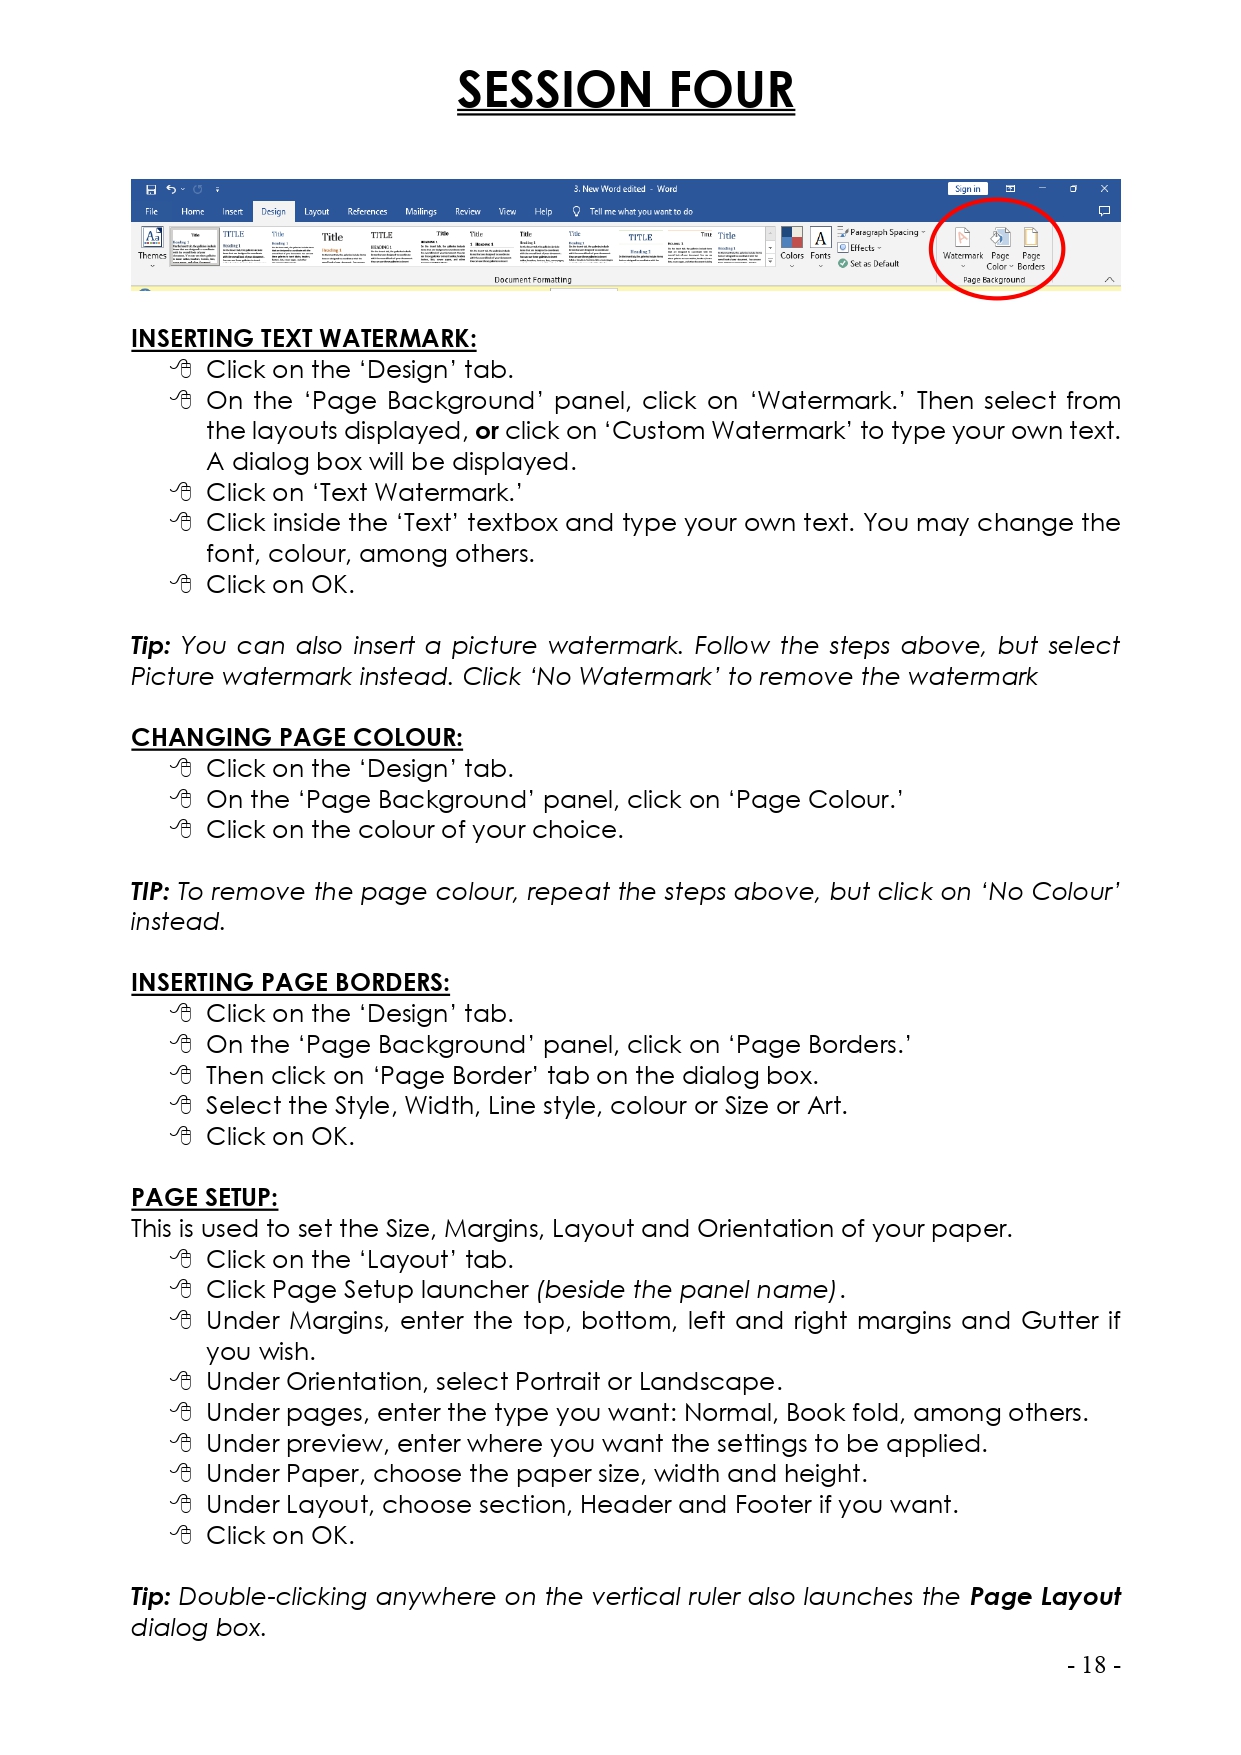 SESSION FOUR
3. New Word edited - Word
Sign in
File Home Insert Design Layout References Mailings Review View Help Tell me what you want to do
Themes
Title
TITLE
Title
Title
TITLE
Title
Title
Title
Title
TITLE
Title
Title
Colors
Fonts
Paragraph Spacing
Effects
Set as Default
Watermark
Page Color
Page Borders
Document Formatting
Page Background
INSERTING TEXT WATERMARK:
Click on the ‘Design’ tab.
On the ‘Page Background’ panel, click on ‘Watermark.’ Then select from
the layouts displayed, or click on ‘Custom Watermark’ to type your own text.
A dialog box will be displayed.
Click on ‘Text Watermark.’
Click inside the ‘Text’ textbox and type your own text. You may change the
font, colour, among others.
Click on OK.
Tip: You can also insert a picture watermark. Follow the steps above, but select
Picture watermark instead. Click ‘No Watermark’ to remove the watermark
CHANGING PAGE COLOUR:
Click on the ‘Design’ tab.
On the ‘Page Background’ panel, click on ‘Page Colour.’
Click on the colour of your choice.
TIP: To remove the page colour, repeat the steps above, but click on ‘No Colour’
instead.
INSERTING PAGE BORDERS:
Click on the ‘Design’ tab.
On the ‘Page Background’ panel, click on ‘Page Borders.’
Then click on ‘Page Border’ tab on the dialog box.
Select the Style, Width, Line style, colour or Size or Art.
Click on OK.
PAGE SETUP:
This is used to set the Size, Margins, Layout and Orientation of your paper.
Click on the ‘Layout’ tab.
Click Page Setup launcher (beside the panel name).
Under Margins, enter the top, bottom, left and right margins and Gutter if
you wish.
Under Orientation, select Portrait or Landscape.
Under pages, enter the type you want: Normal, Book fold, among others.
Under preview, enter where you want the settings to be applied.
Under Paper, choose the paper size, width and height.
Under Layout, choose section, Header and Footer if you want.
Click on OK.
Tip: Double-clicking anywhere on the vertical ruler also launches the Page Layout
dialog box.
- 18 -